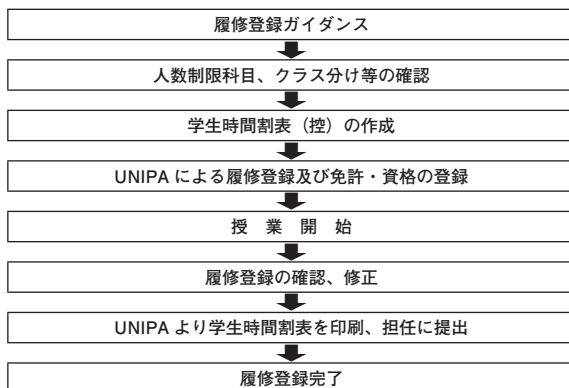 履修登録ガイダンス
人数制限科目、クラス分け等の確認
学生時間割表（控）の作成
UNIPA による履修登録及び免許・資格の登録
授　業　開　始
履修登録の確認、修正
UNIPA より学生時間割表を印刷、担任に提出
履修登録完了